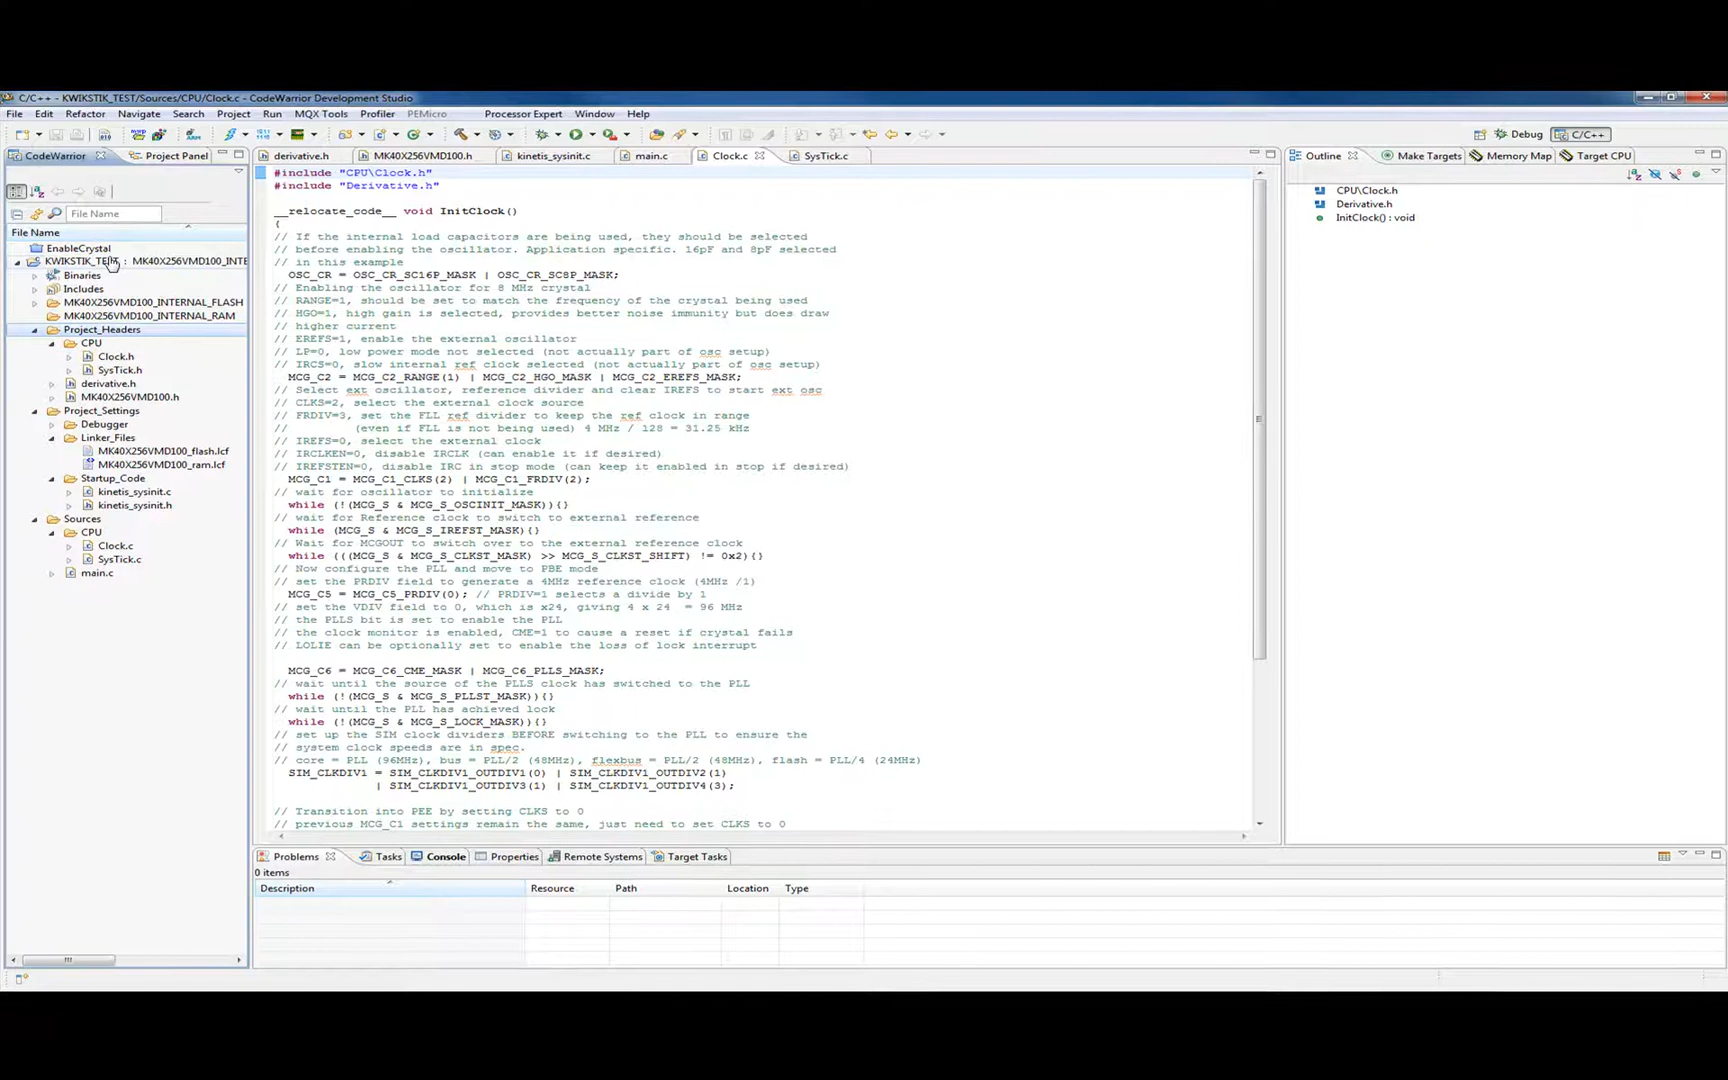 C/C++ - KWIKSTIK_TEST/Sources/CPU/Clock.c - CodeWarrior Development Studio
File Edit Refactor Navigate Search Project Run MQX Tools Profiler PEMicro Processor Expert Window Help
Debug C/C++
CodeWarrior Project Panel
File Name
File Name
EnableCrystal
KWIKSTIK_TEST : MK40X256VMD100_INTE
Binaries
Includes
MK40X256VMD100_INTERNAL_FLASH
MK40X256VMD100_INTERNAL_RAM
Project_Headers
CPU
Clock.h
SysTick.h
derivative.h
MK40X256VMD100.h
Project_Settings
Debugger
Linker_Files
MK40X256VMD100_flash.lcf
MK40X256VMD100_ram.lcf
Startup_Code
kinetis_sysinit.c
kinetis_sysinit.h
Sources
CPU
Clock.c
SysTick.c
main.c
derivative.h MK40X256VMD100.h kinetis_sysinit.c main.c Clock.c SysTick.c
#include "CPU\Clock.h"
#include "Derivative.h"
__relocate_code__ void InitClock()
{
// If the internal load capacitors are being used, they should be selected
// before enabling the oscillator. Application specific. 16pF and 8pF selected
// in this example
OSC_CR = OSC_CR_SC16P_MASK | OSC_CR_SC8P_MASK;
// Enabling the oscillator for 8 MHz crystal
// RANGE=1, should be set to match the frequency of the crystal being used
// HGO=1, high gain is selected, provides better noise immunity but does draw
// higher current
// EREFS=1, enable the external oscillator
// LP=0, low power mode not selected (not actually part of osc setup)
// IRCS=0, slow internal ref clock selected (not actually part of osc setup)
MCG_C2 = MCG_C2_RANGE(1) | MCG_C2_HGO_MASK | MCG_C2_EREFS_MASK;
// Select ext oscillator, reference divider and clear IREFS to start ext osc
// CLKS=2, select the external clock source
// FRDIV=3, set the FLL ref divider to keep the ref clock in range
// (even if FLL is not being used) 4 MHz / 128 = 31.25 kHz
// IREFS=0, select the external clock
// IRCLKEN=0, disable IRCLK (can enable it if desired)
// IREFSTEN=0, disable IRC in stop mode (can keep it enabled in stop if desired)
MCG_C1 = MCG_C1_CLKS(2) | MCG_C1_FRDIV(2);
// wait for oscillator to initialize
while (!(MCG_S & MCG_S_OSCINIT_MASK)){}
// wait for Reference clock to switch to external reference
while (MCG_S & MCG_S_IREFST_MASK){}
// Wait for MCGOUT to switch over to the external reference clock
while (((MCG_S & MCG_S_CLKST_MASK) >> MCG_S_CLKST_SHIFT) != 0x2){}
// Now configure the PLL and move to PBE mode
// set the PRDIV field to generate a 4MHz reference clock (4MHz /1)
MCG_C5 = MCG_C5_PRDIV(0); // PRDIV=1 selects a divide by 1
// set the VDIV field to 0, which is x24, giving 4 x 24 = 96 MHz
// the PLLS bit is set to enable the PLL
// the clock monitor is enabled, CME=1 to cause a reset if crystal fails
// LOLIE can be optionally set to enable the loss of lock interrupt
MCG_C6 = MCG_C6_CME_MASK | MCG_C6_PLLS_MASK;
// wait until the source of the PLLS clock has switched to the PLL
while (!(MCG_S & MCG_S_PLLST_MASK)){}
// wait until the PLL has achieved lock
while (!(MCG_S & MCG_S_LOCK_MASK)){}
// set up the SIM clock dividers BEFORE switching to the PLL to ensure the
// system clock speeds are in spec.
// core = PLL (96MHz), bus = PLL/2 (48MHz), flexbus = PLL/2 (48MHz), flash = PLL/4 (24MHz)
SIM_CLKDIV1 = SIM_CLKDIV1_OUTDIV1(0) | SIM_CLKDIV1_OUTDIV2(1)
| SIM_CLKDIV1_OUTDIV3(1) | SIM_CLKDIV1_OUTDIV4(3);
// Transition into PEE by setting CLKS to 0
// previous MCG_C1 settings remain the same, just need to set CLKS to 0
Outline Make Targets Memory Map Target CPU
CPU\Clock.h
Derivative.h
InitClock() : void
Problems Tasks Console Properties Remote Systems Target Tasks
0 items
Description Resource Path Location Type